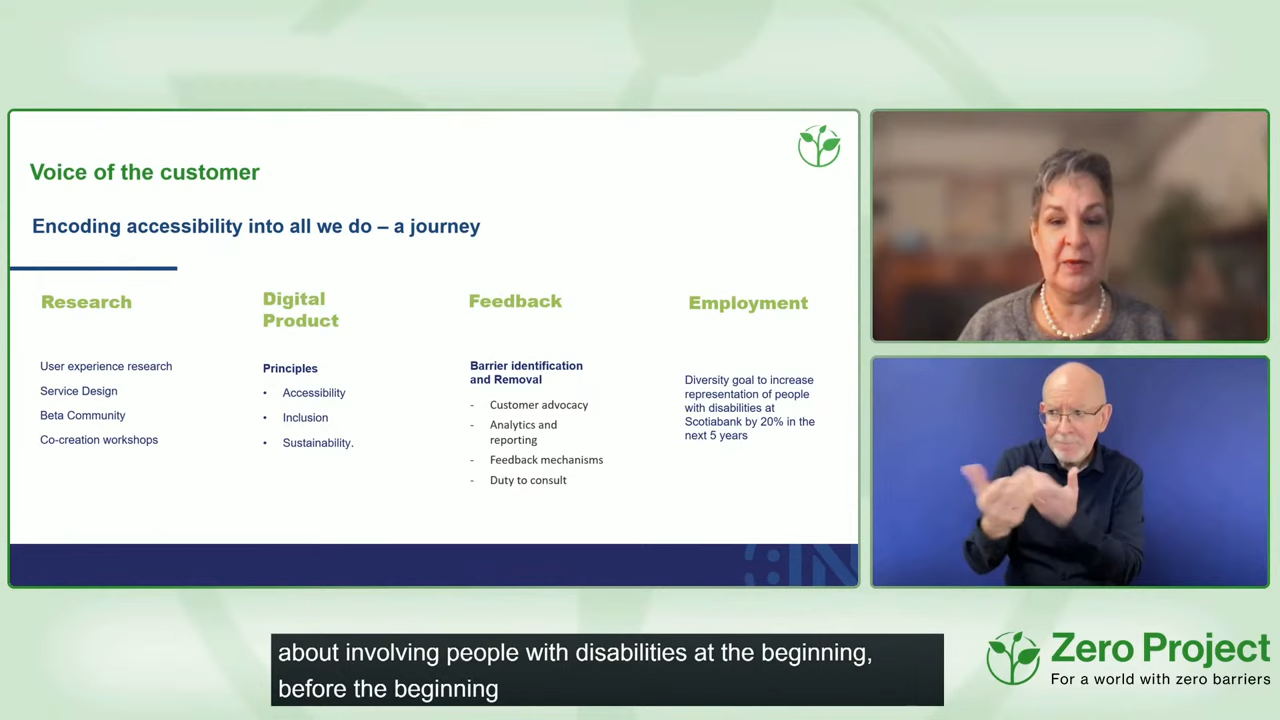 Voice of the customer
Encoding accessibility into all we do – a journey
Research
User experience research
Service Design
Beta Community
Co-creation workshops
Digital
Product
Principles
• Accessibility
• Inclusion
• Sustainability.
Feedback
Barrier identification
and Removal
- Customer advocacy
- Analytics and
reporting
- Feedback mechanisms
- Duty to consult
Employment
Diversity goal to increase
representation of people
with disabilities at
Scotiabank by 20% in the
next 5 years
about involving people with disabilities at the beginning,
before the beginning
Zero Project
For a world with zero barriers